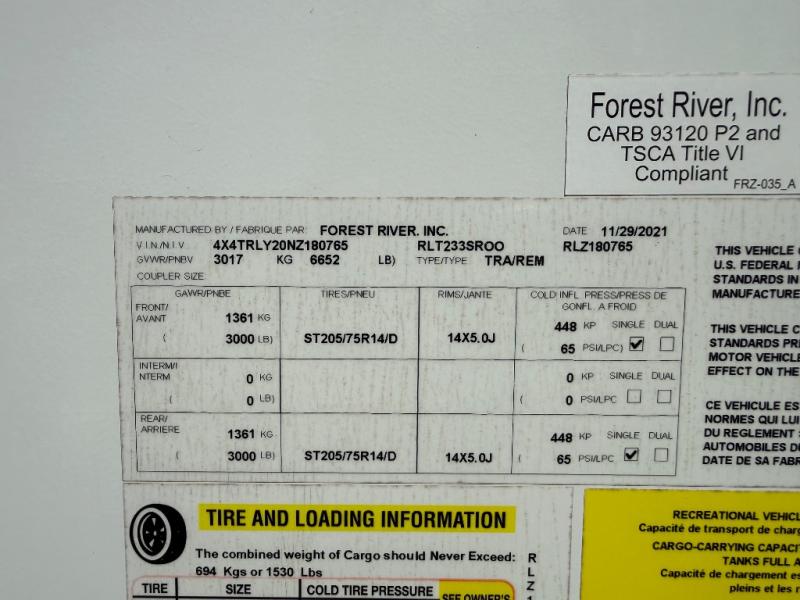 Forest River, Inc.
CARB 93120 P2 and
TSCA Title VI
Compliant
FRZ-035_A
MANUFACTURED BY / FABRIQUE PAR FOREST RIVER. INC. DATE 11/29/2021
V.I.N./N.I.V 4X4TRLY20NZ180765 RLT233SROO RLZ180765
GVWR/PNBV 3017 KG 6652 LB) TYPE/TYPE TRA/REM
COUPLER SIZE
GAWR/PNBE TIRES/PNEU RIMS/JANTE COLD INFL. PRESS/PRESS DE
GONFL. A FROID
FRONT/
AVANT
1361 KG 448 KP SINGLE DUAL
( 3000 LB) ST205/75R14/D 14X5.0J ( 65 PSI/LPC)
INTERM/I
NTERM
0 KG 0 KP SINGLE DUAL
( 0 LB) ( 0 PSI/LPC
REAR/
ARRIERE
1361 KG 448 KP SINGLE DUAL
( 3000 LB) ST205/75R14/D 14X5.0J ( 65 PSI/LPC
THIS VEHICLE
U.S. FEDERAL
STANDARDS IN
MANUFACTURE
THIS VEHICLE C
STANDARDS PRE
MOTOR VEHICLE
EFFECT ON THE
CE VEHICULE ES
NORMES QUI LUI
DU REGLEMENT
AUTOMOBILES DU
DATE DE SA FABR
TIRE AND LOADING INFORMATION
The combined weight of Cargo should Never Exceed:
694 Kgs or 1530 Lbs
TIRE SIZE COLD TIRE PRESSURE SEE OWNER'S
R
L
Z
1
RECREATIONAL VEHICL
Capacité de transport de charg
CARGO-CARRYING CAPACIT
TANKS FULL A
Capacité de chargement es
pleins et les r